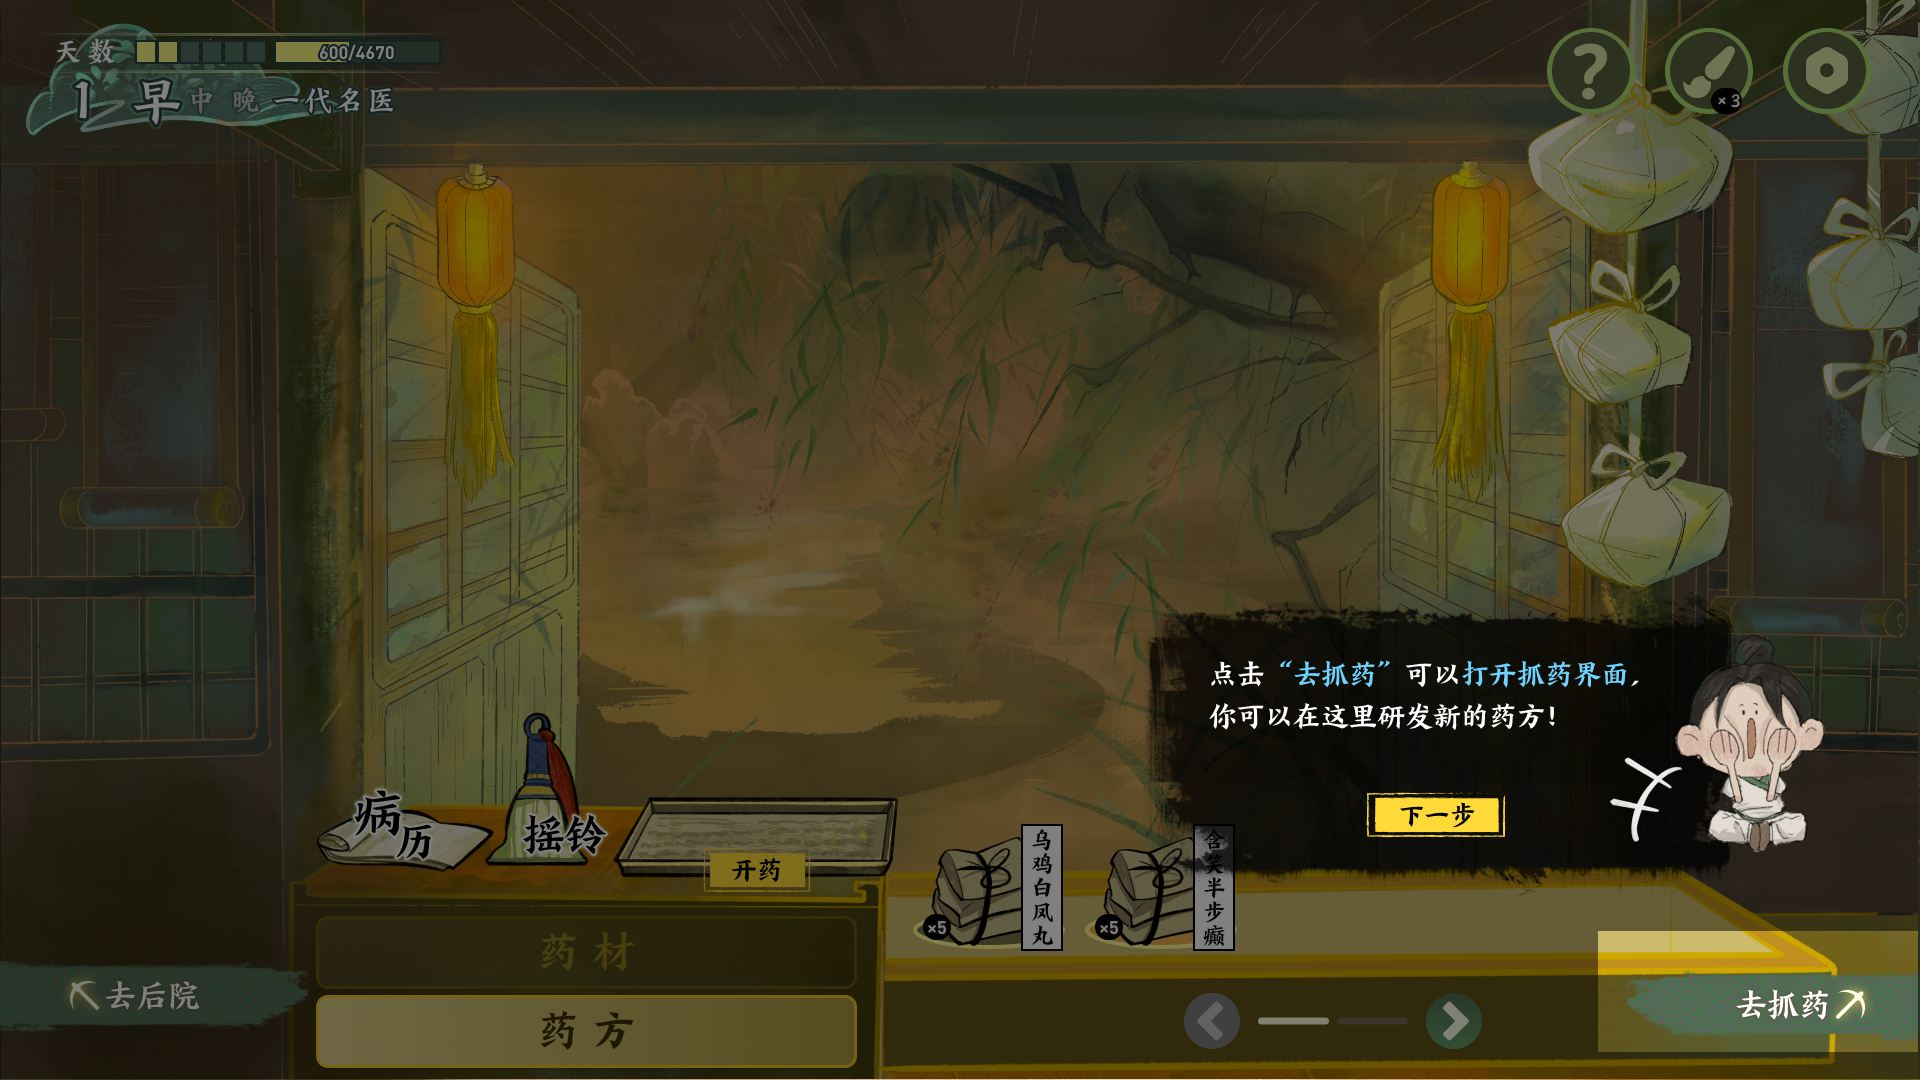 天数
600/4670
1 早 中 晚 一代名医
× 3
点击“去抓药”可以打开抓药界面,
你可以在这里研发新的药方!
下一步
病历
摇铃
开药
乌鸡白凤丸
×5
含笑半步癫
×5
药材
药方
去后院
去抓药